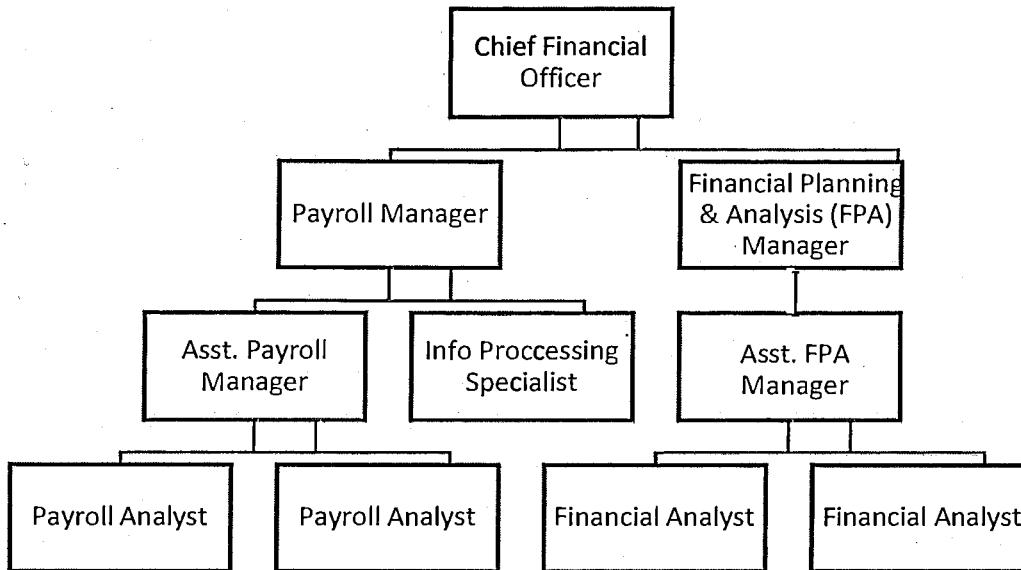 Chief Financial
Officer
Payroll Manager
Financial Planning
& Analysis (FPA)
Manager
Asst. Payroll
Manager
Info Proccessing
Specialist
Asst. FPA
Manager
Payroll Analyst
Payroll Analyst
Financial Analyst
Financial Analyst